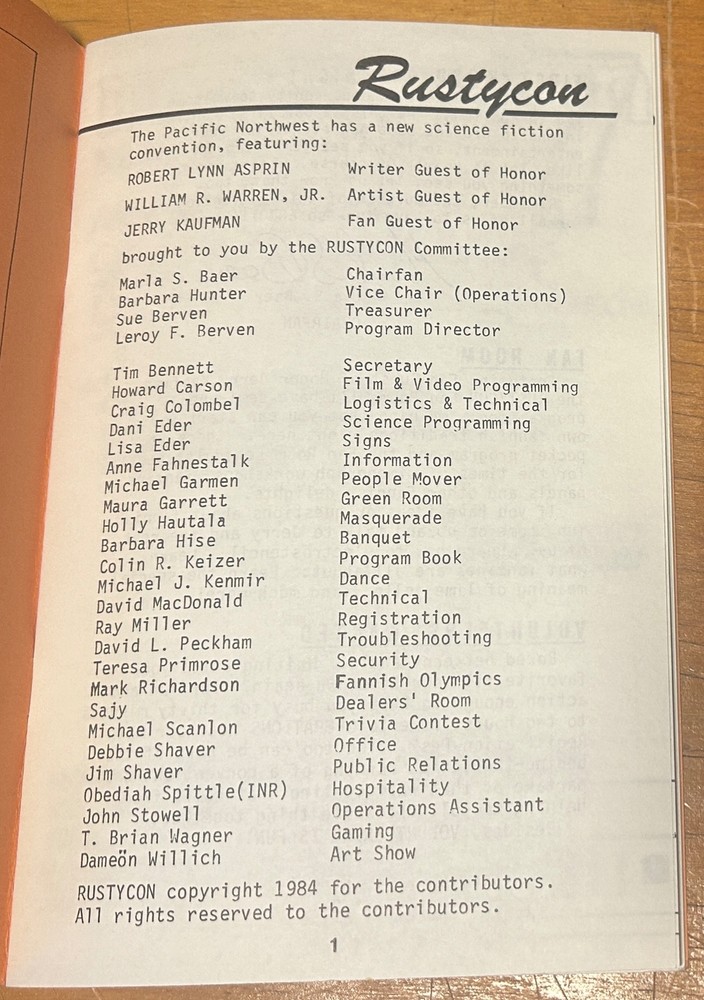 Rustycon
The Pacific Northwest has a new science fiction
convention, featuring:
ROBERT LYNN ASPRIN Writer Guest of Honor
WILLIAM R. WARREN, JR. Artist Guest of Honor
JERRY KAUFMAN Fan Guest of Honor
brought to you by the RUSTYCON Committee:
Marla S. Baer Chairfan
Barbara Hunter Vice Chair (Operations)
Sue Berven Treasurer
Leroy F. Berven Program Director
Tim Bennett Secretary
Howard Carson Film & Video Programming
Craig Colombel Logistics & Technical
Dani Eder Science Programming
Lisa Eder Signs
Anne Fahnestalk Information
Michael Garmen People Mover
Maura Garrett Green Room
Holly Hautala Masquerade
Barbara Hise Banquet
Colin R. Keizer Program Book
Michael J. Kenmir Dance
David MacDonald Technical
Ray Miller Registration
David L. Peckham Troubleshooting
Teresa Primrose Security
Mark Richardson Fannish Olympics
Sajy Dealers' Room
Michael Scanlon Trivia Contest
Debbie Shaver Office
Jim Shaver Public Relations
Obediah Spittle(INR) Hospitality
John Stowell Operations Assistant
T. Brian Wagner Gaming
Dameön Willich Art Show
RUSTYCON copyright 1984 for the contributors.
All rights reserved to the contributors.
1